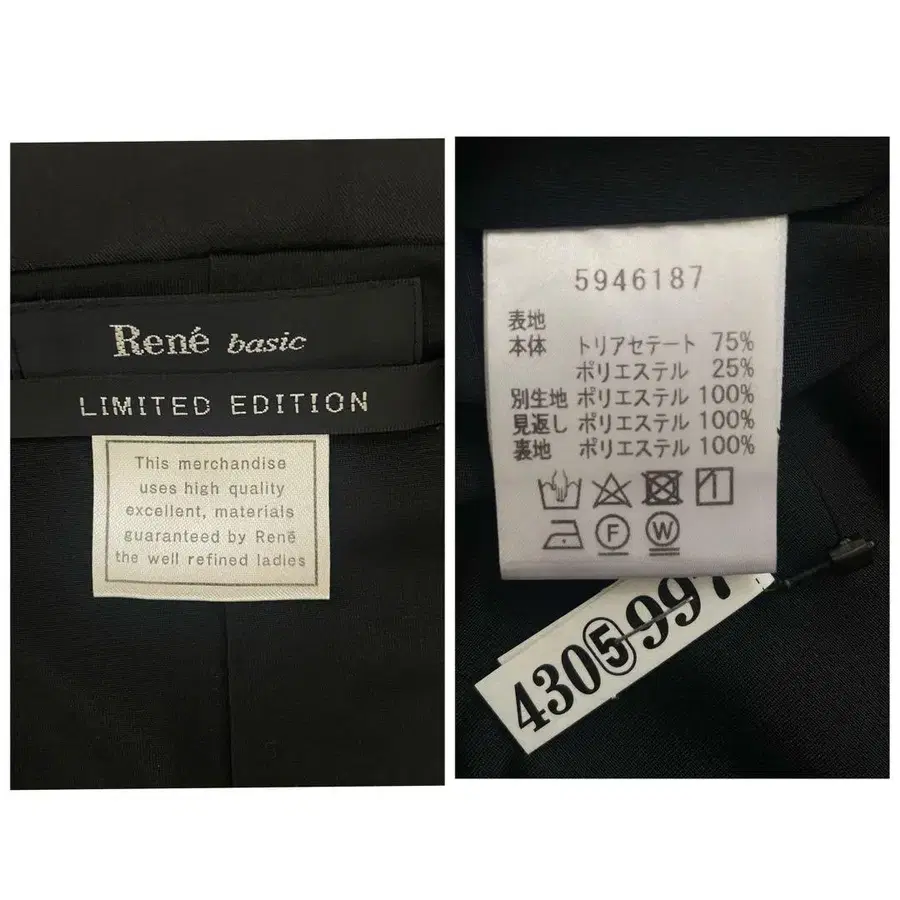 René basic
LIMITED EDITION
This merchandise
uses high quality
excellent, materials
guaranteed by René
the well refined ladies
5946187
表地
本体 トリアセテート 75%
ポリエステル 25%
別生地 ポリエステル 100%
見返し ポリエステル 100%
裏地 ポリエステル 100%
F W
4305997